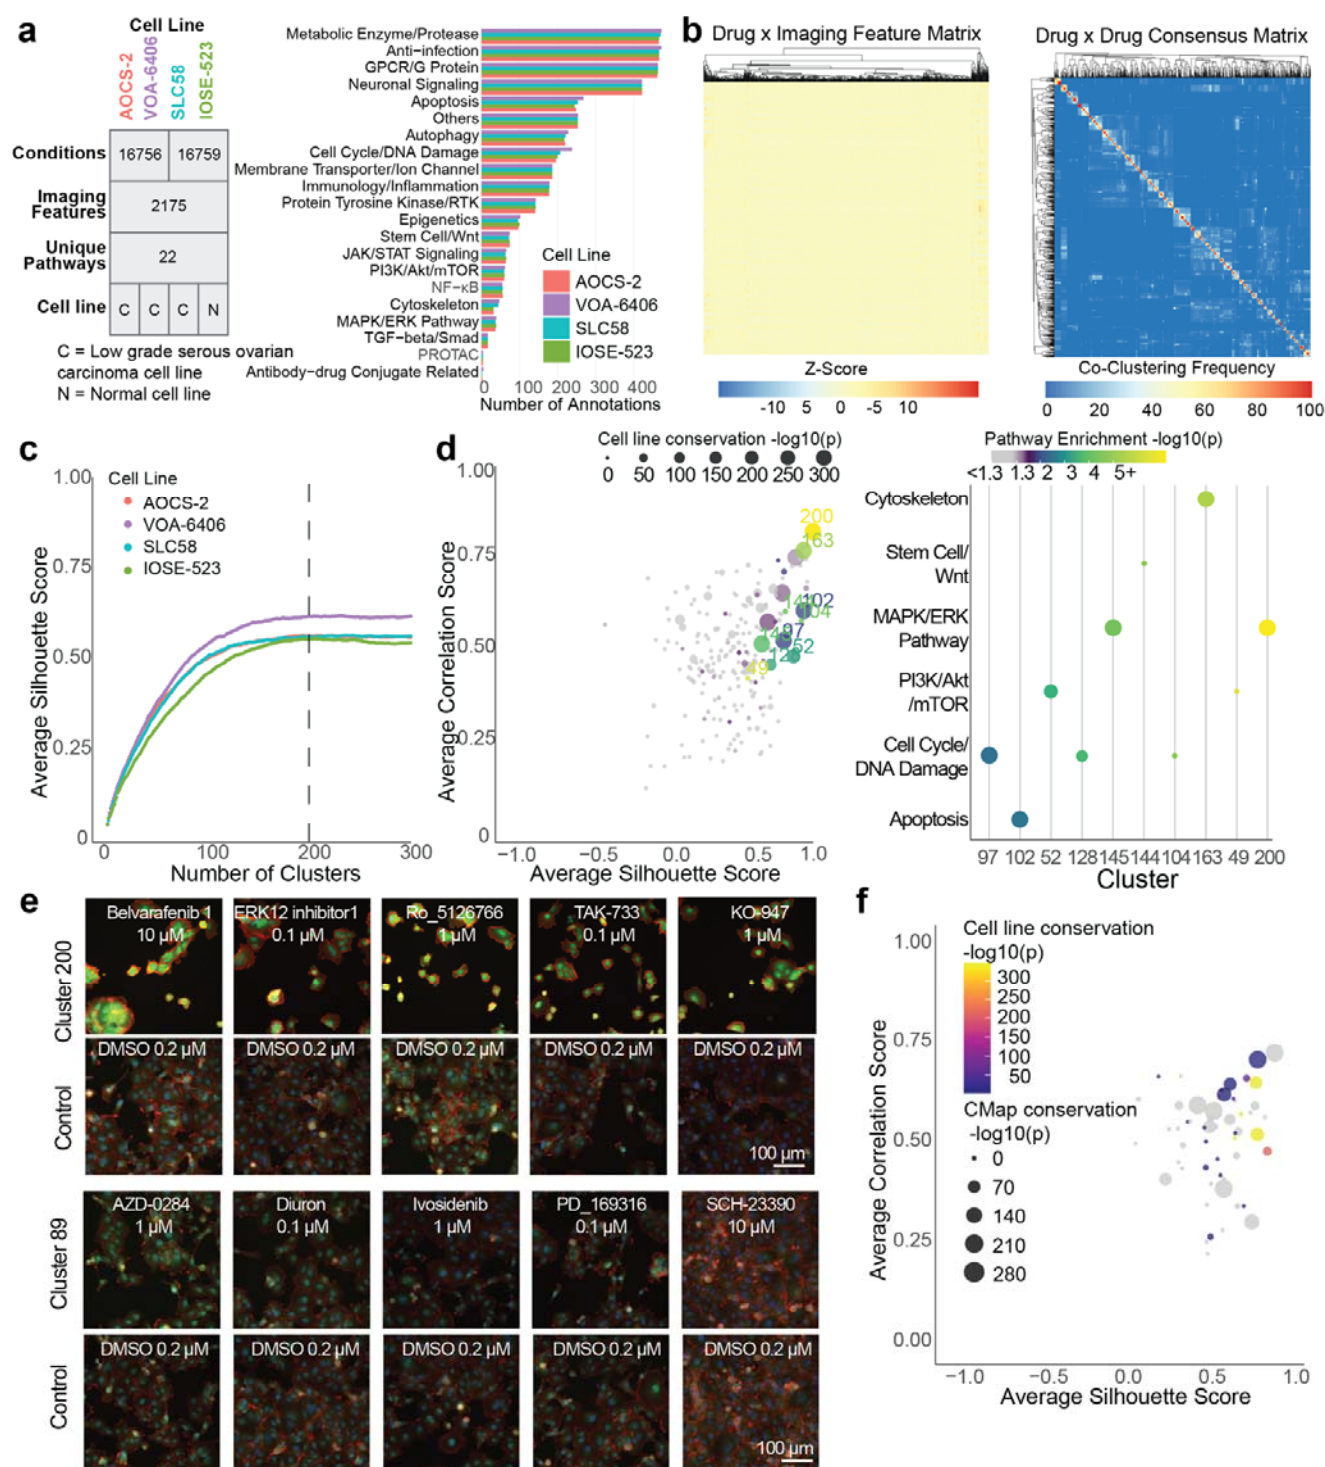 a
Cell Line
AOCS-2
VOA-6406
SLC58
IOSE-523
Conditions
16756
16759
Imaging
Features
2175
Unique
Pathways
22
Cell line
C
C
C
N
C = Low grade serous ovarian
carcinoma cell line
N = Normal cell line
Metabolic Enzyme/Protease
Anti−infection
GPCR/G Protein
Neuronal Signaling
Apoptosis
Others
Autophagy
Cell Cycle/DNA Damage
Membrane Transporter/Ion Channel
Immunology/Inflammation
Protein Tyrosine Kinase/RTK
Epigenetics
Stem Cell/Wnt
JAK/STAT Signaling
PI3K/Akt/mTOR
NF−κB
Cytoskeleton
MAPK/ERK Pathway
TGF−beta/Smad
PROTAC
Antibody−drug Conjugate Related
Cell Line
AOCS-2
VOA-6406
SLC58
IOSE-523
0 100 200 300 400
Number of Annotations
b
Drug x Imaging Feature Matrix
Z-Score
-10 5 0 -5 10
Drug x Drug Consensus Matrix
Co-Clustering Frequency
0 20 40 60 80 100
c
Cell Line
AOCS-2
VOA-6406
SLC58
IOSE-523
1.00
0.75
0.50
0.25
0
Average Silhouette Score
0 100 200 300
Number of Clusters
d
Cell line conservation -log10(p)
0 50 100 150 200 250 300
1.00
0.75
0.50
0.25
0
Average Correlation Score
200
163
102
104
97
52
49
−1.0 −0.5 0.0 0.5 1.0
Average Silhouette Score
Pathway Enrichment -log10(p)
<1.3 1.3 2 3 4 5+
Cytoskeleton
Stem Cell/
Wnt
MAPK/ERK
Pathway
PI3K/Akt
/mTOR
Cell Cycle/
DNA Damage
Apoptosis
97 102 52 128 145 144 104 163 49 200
Cluster
e
Cluster 200
Belvarafenib 1
10 µM
ERK12 inhibitor1
0.1 µM
Ro_5126766
1 µM
TAK-733
0.1 µM
KO-947
1 µM
Control
DMSO 0.2 µM
DMSO 0.2 µM
DMSO 0.2 µM
DMSO 0.2 µM
DMSO 0.2 µM
100 µm
Cluster 89
AZD-0284
1 µM
Diuron
0.1 µM
Ivosidenib
1 µM
PD_169316
0.1 µM
SCH-23390
10 µM
Control
DMSO 0.2 µM
DMSO 0.2 µM
DMSO 0.2 µM
DMSO 0.2 µM
DMSO 0.2 µM
100 µm
f
Cell line conservation
-log10(p)
300
250
200
150
100
50
CMap conservation
-log10(p)
0
70
140
210
280
1.00
0.75
0.50
0.25
0.00
Average Correlation Score
−1.0 −0.5 0.0 0.5 1.0
Average Silhouette Score